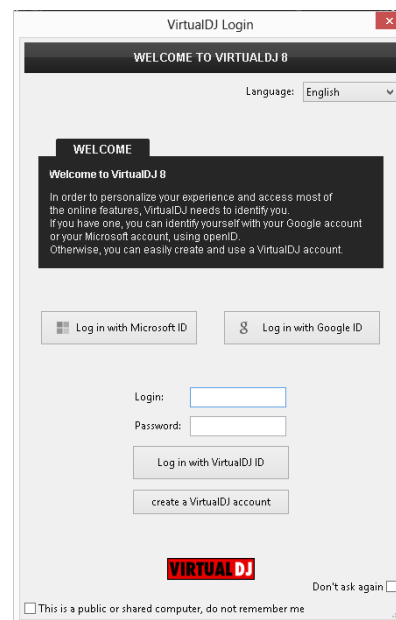 VirtualDJ Login
WELCOME TO VIRTUALDJ 8
Language: English
WELCOME
Welcome to VirtualDJ 8
In order to personalize your experience and access most of
the online features, VirtualDJ needs to identify you.
If you have one, you can identify yourself with your Google account
or your Microsoft account, using openID.
Otherwise, you can easily create and use a VirtualDJ account.
Log in with Microsoft ID
8 Log in with Google ID
Login:
Password:
Log in with VirtualDJ ID
create a VirtualDJ account
VIRTUAL DJ
Don't ask again
This is a public or shared computer, do not remember me